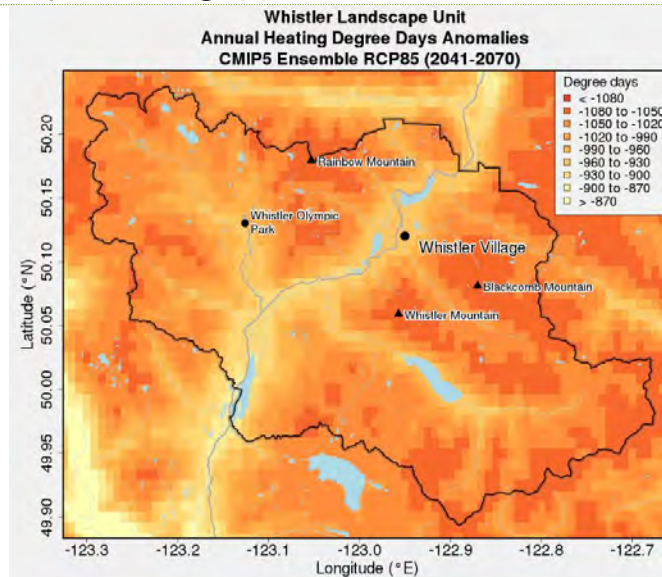 Whistler Landscape Unit
Annual Heating Degree Days Anomalies
CMIP5 Ensemble RCP85 (2041-2070)
Degree days
< -1080
-1080 to -1050
-1050 to -1020
-1020 to -990
-990 to -960
-960 to -930
-930 to -900
-900 to -870
> -870
Rainbow Mountain
Whistler Olympic
Park
Whistler Village
Blackcomb Mountain
Whistler Mountain
Latitude (°N)
50.20
50.15
50.10
50.05
50.00
49.95
49.90
-123.3
-123.2
-123.1
-123.0
-122.9
-122.8
-122.7
Longitude (°E)